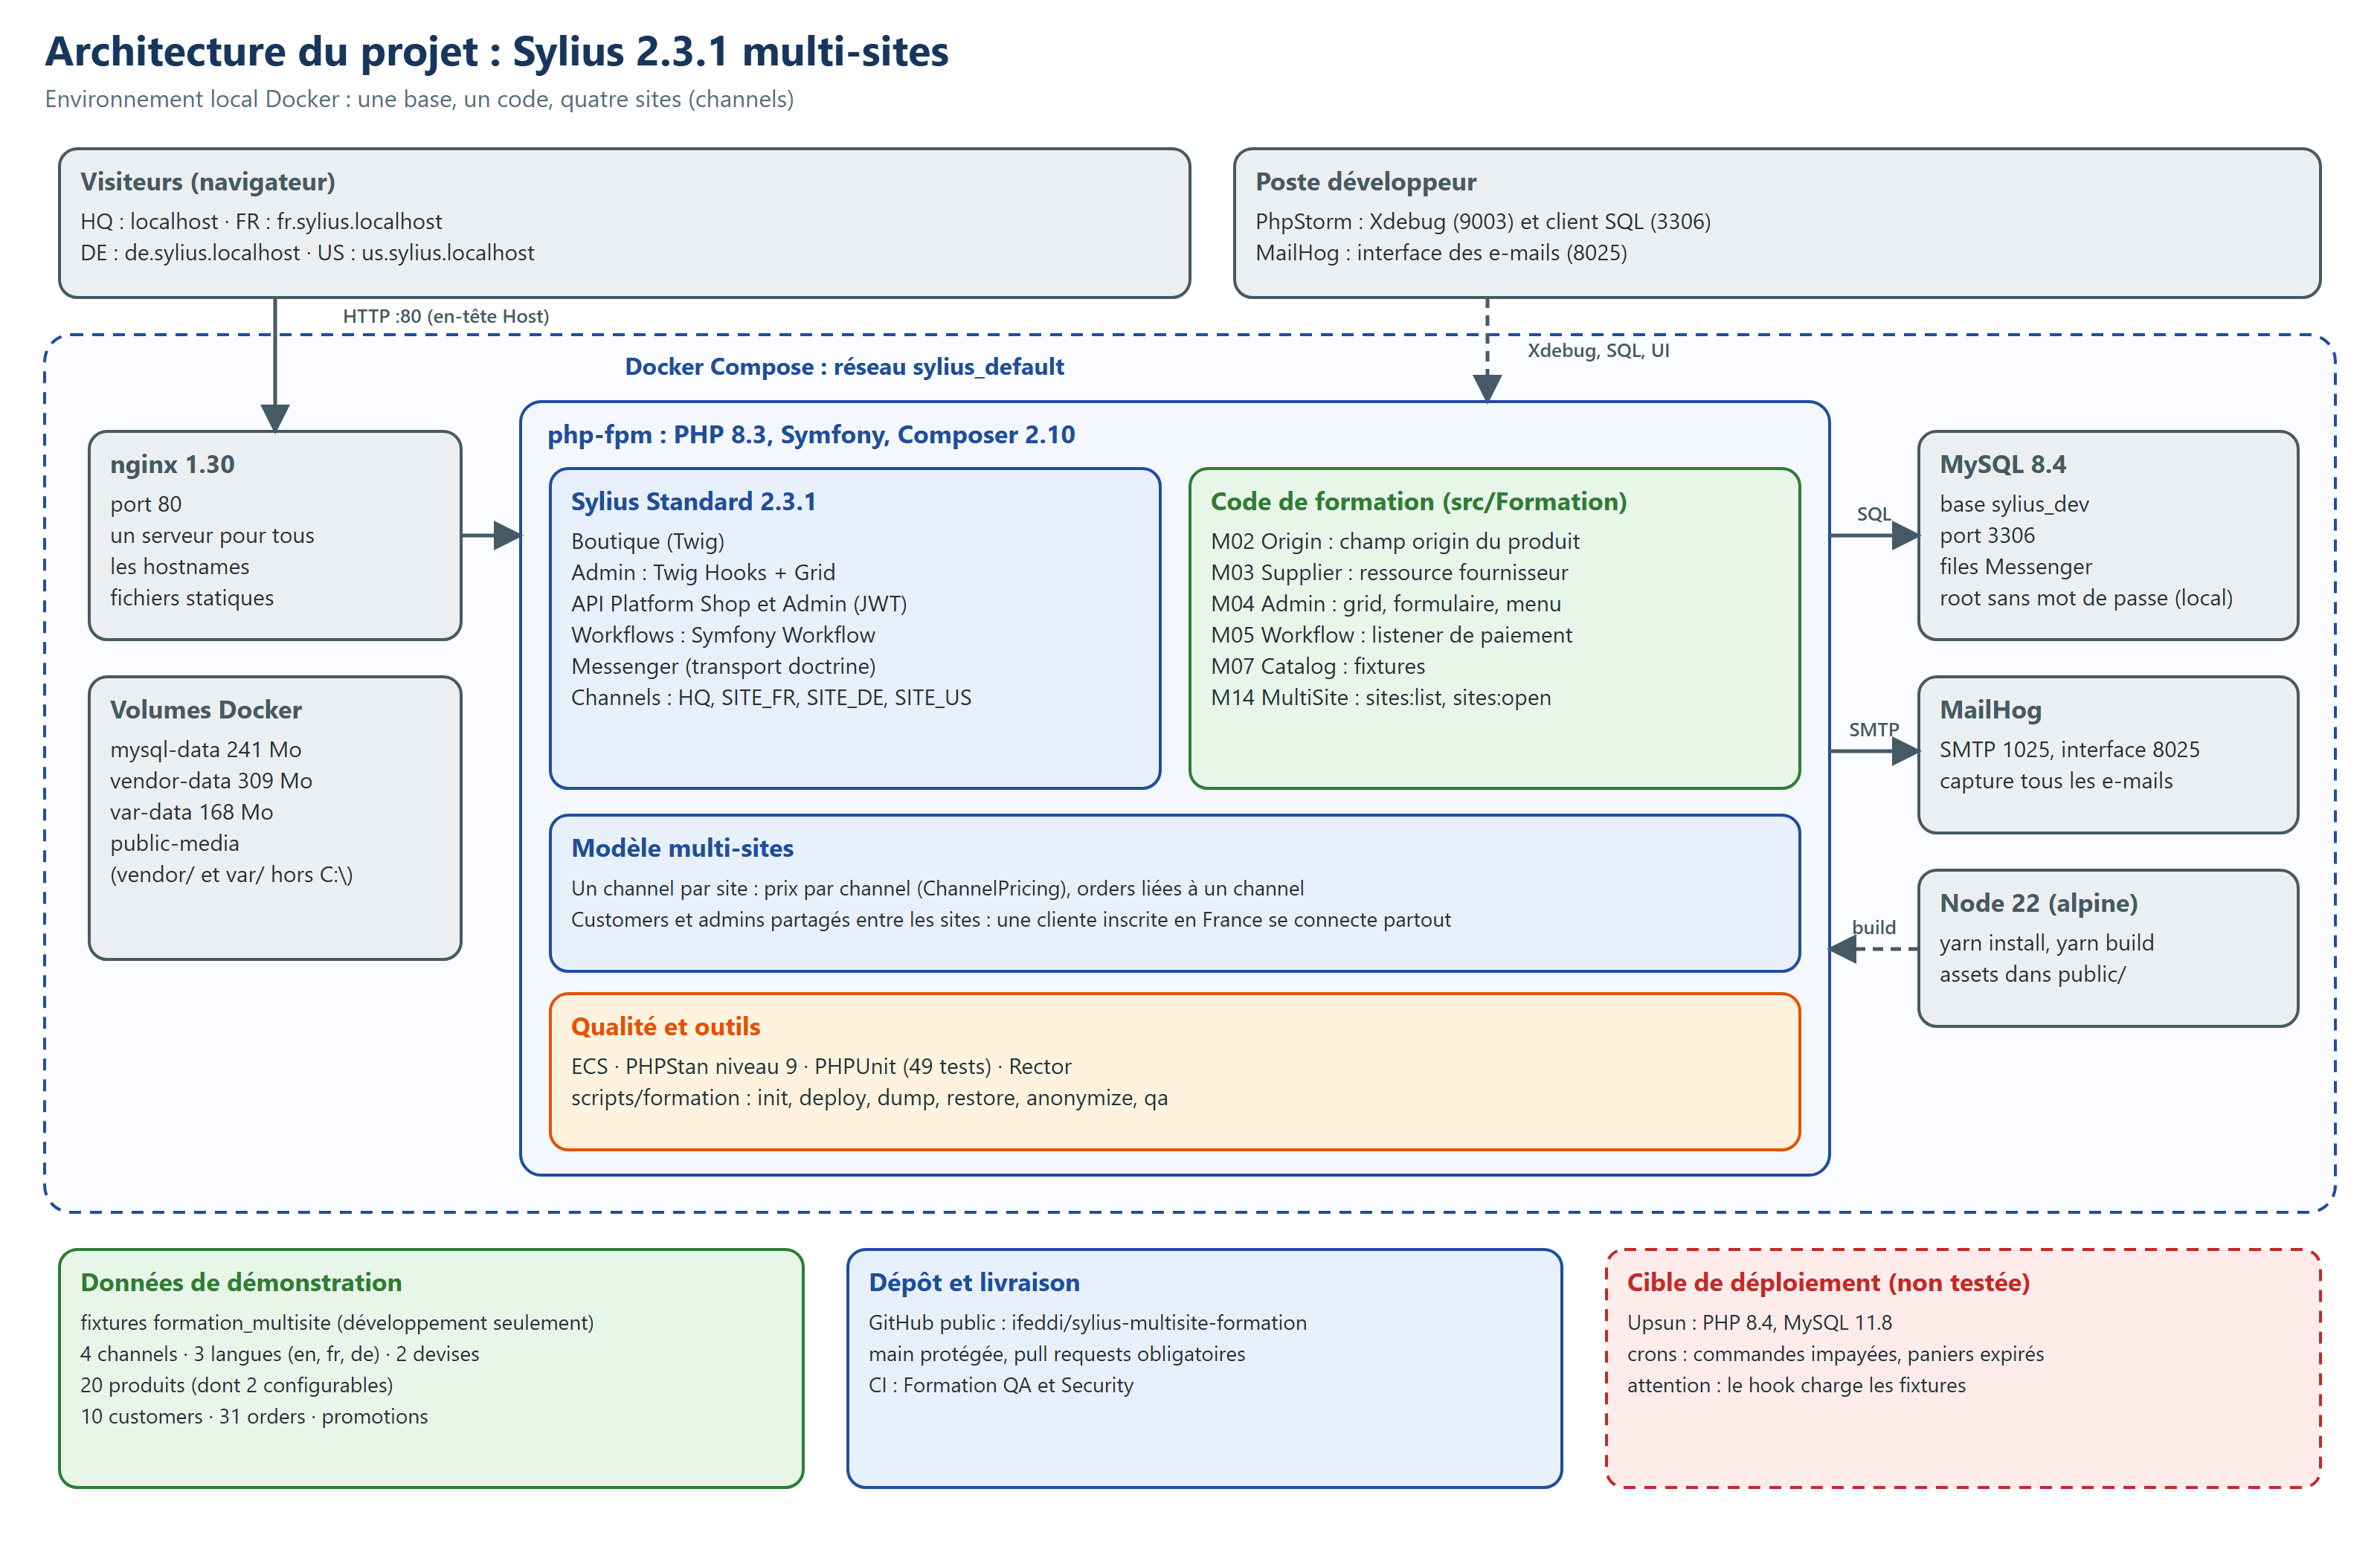 Architecture du projet : Sylius 2.3.1 multi-sites
Environnement local Docker : une base, un code, quatre sites (channels)
Visiteurs (navigateur)
HQ : localhost · FR : fr.sylius.localhost
DE : de.sylius.localhost · US : us.sylius.localhost
Poste développeur
PhpStorm : Xdebug (9003) et client SQL (3306)
MailHog : interface des e-mails (8025)
HTTP :80 (en-tête Host)
Xdebug, SQL, UI
Docker Compose : réseau sylius_default
nginx 1.30
port 80
un serveur pour tous
les hostnames
fichiers statiques
Volumes Docker
mysql-data 241 Mo
vendor-data 309 Mo
var-data 168 Mo
public-media
(vendor/ et var/ hors C:\)
php-fpm : PHP 8.3, Symfony, Composer 2.10
Sylius Standard 2.3.1
Boutique (Twig)
Admin : Twig Hooks + Grid
API Platform Shop et Admin (JWT)
Workflows : Symfony Workflow
Messenger (transport doctrine)
Channels : HQ, SITE_FR, SITE_DE, SITE_US
Code de formation (src/Formation)
M02 Origin : champ origin du produit
M03 Supplier : ressource fournisseur
M04 Admin : grid, formulaire, menu
M05 Workflow : listener de paiement
M07 Catalog : fixtures
M14 MultiSite : sites:list, sites:open
Modèle multi-sites
Un channel par site : prix par channel (ChannelPricing), orders liées à un channel
Customers et admins partagés entre les sites : une cliente inscrite en France se connecte partout
Qualité et outils
ECS · PHPStan niveau 9 · PHPUnit (49 tests) · Rector
scripts/formation : init, deploy, dump, restore, anonymize, qa
SQL
MySQL 8.4
base sylius_dev
port 3306
files Messenger
root sans mot de passe (local)
SMTP
MailHog
SMTP 1025, interface 8025
capture tous les e-mails
build
Node 22 (alpine)
yarn install, yarn build
assets dans public/
Données de démonstration
fixtures formation_multisite (développement seulement)
4 channels · 3 langues (en, fr, de) · 2 devises
20 produits (dont 2 configurables)
10 customers · 31 orders · promotions
Dépôt et livraison
GitHub public : ifeddi/sylius-multisite-formation
main protégée, pull requests obligatoires
CI : Formation QA et Security
Cible de déploiement (non testée)
Upsun : PHP 8.4, MySQL 11.8
crons : commandes impayées, paniers expirés
attention : le hook charge les fixtures